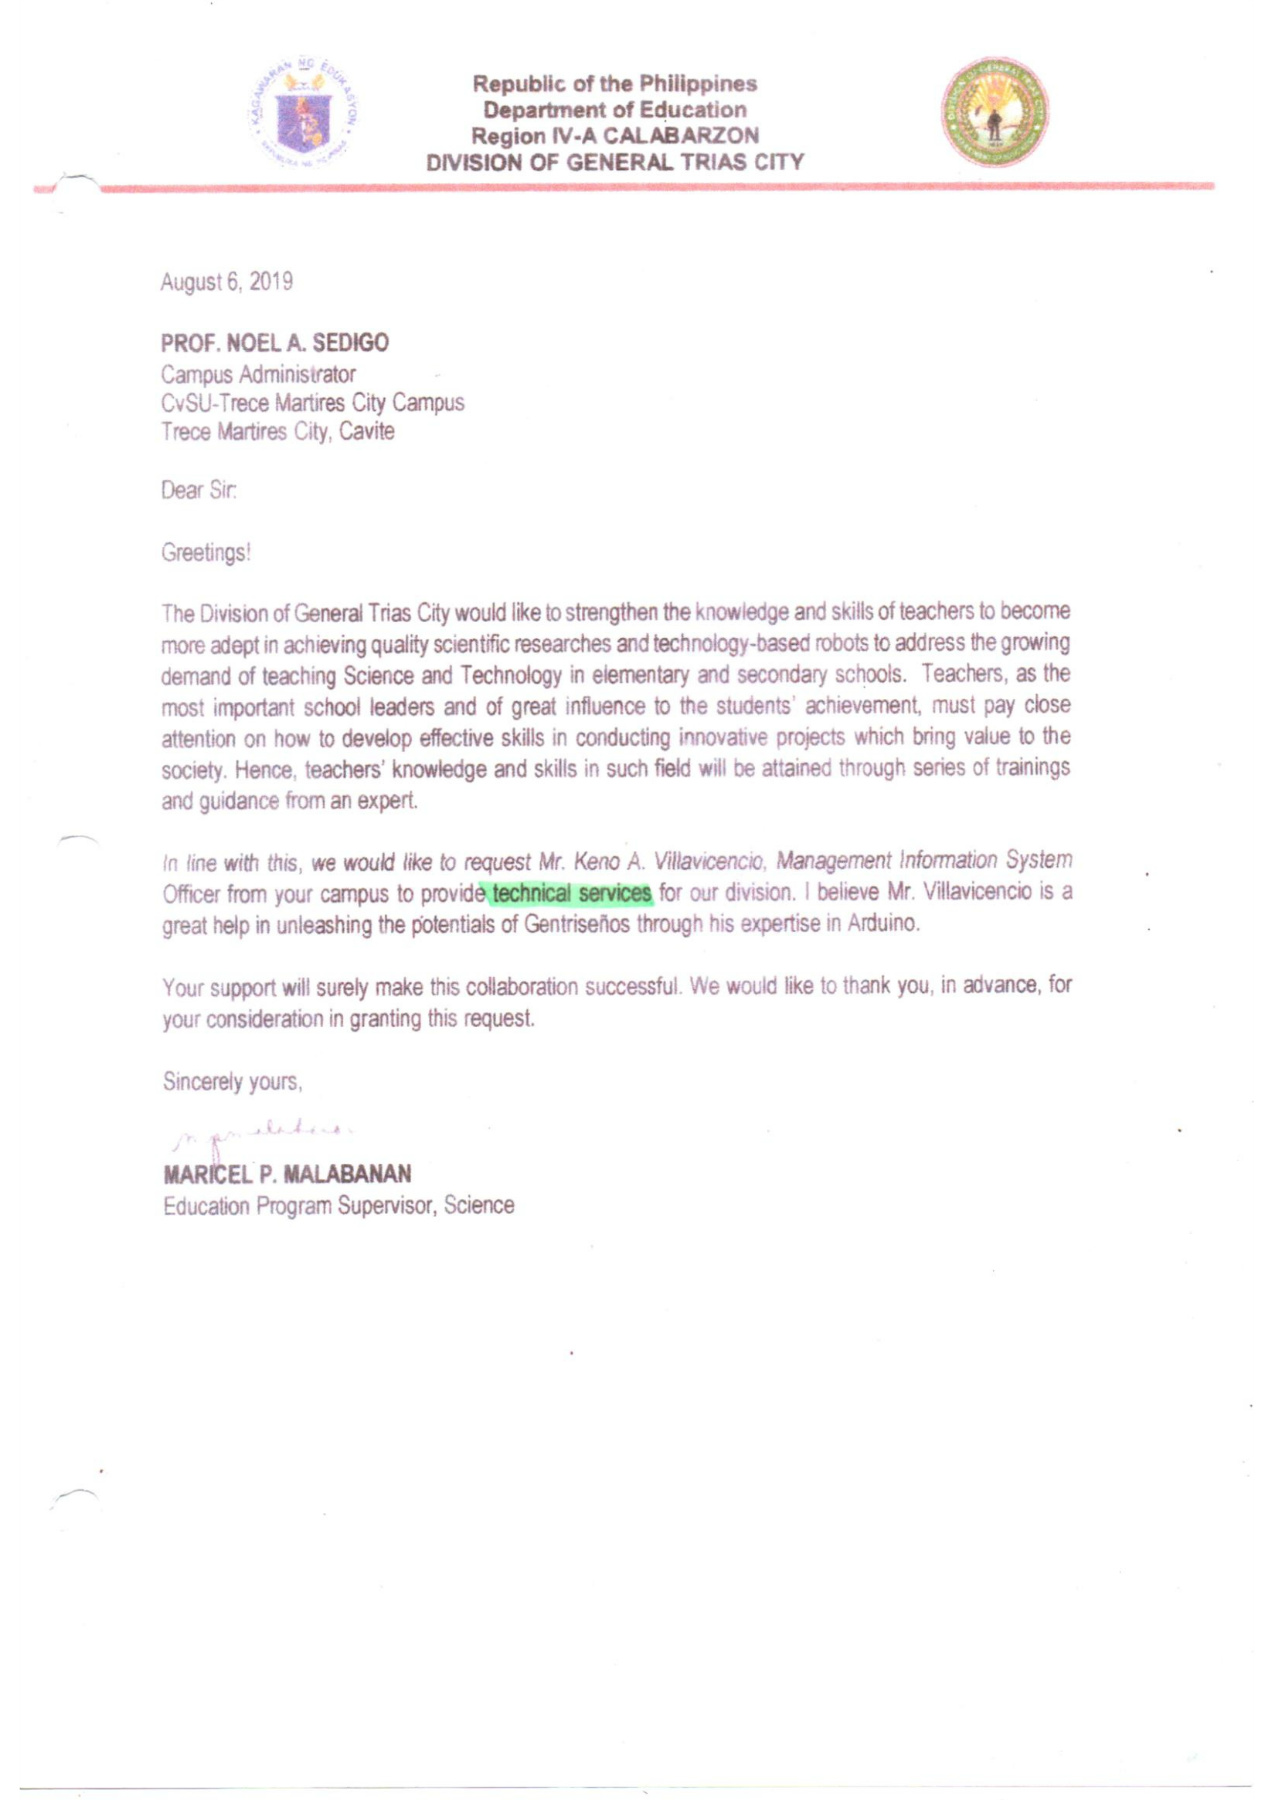 KAGAWARAN NG EDUKASYON
Republic of the Philippines
Department of Education
Region IV-A CALABARZON
DIVISION OF GENERAL TRIAS CITY
August 6, 2019
PROF. NOEL A. SEDIGO
Campus Administrator
CvSU-Trece Martires City Campus
Trece Martires City, Cavite
Dear Sir:
Greetings!
The Division of General Trias City would like to strengthen the knowledge and skills of teachers to become
more adept in achieving quality scientific researches and technology-based robots to address the growing
demand of teaching Science and Technology in elementary and secondary schools. Teachers, as the
most important school leaders and of great influence to the students' achievement, must pay close
attention on how to develop effective skills in conducting innovative projects which bring value to the
society. Hence, teachers' knowledge and skills in such field will be attained through series of trainings
and guidance from an expert.
In line with this, we would like to request Mr. Keno A. Villavicencio, Management Information System
Officer from your campus to provide technical services for our division. I believe Mr. Villavicencio is a
great help in unleashing the potentials of Gentriseños through his expertise in Arduino.
Your support will surely make this collaboration successful. We would like to thank you, in advance, for
your consideration in granting this request.
Sincerely yours,
MARICEL P. MALABANAN
Education Program Supervisor, Science